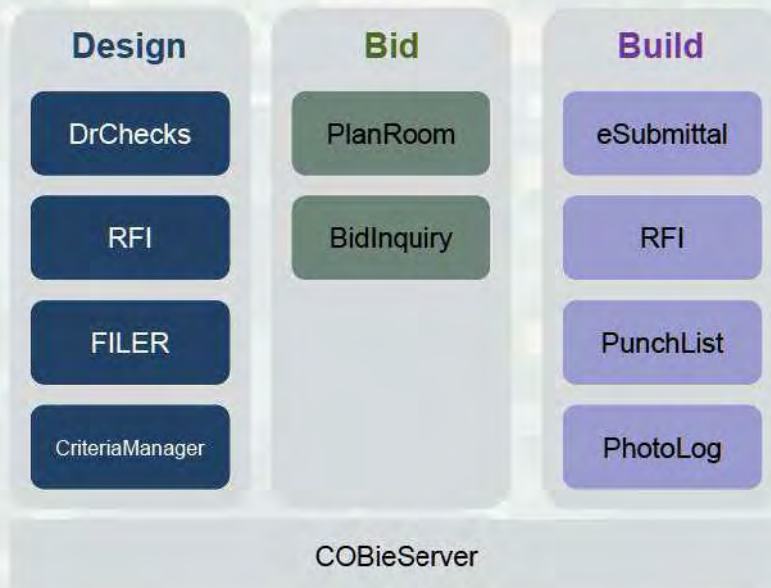 Design
DrChecks
RFI
FILER
CriteriaManager
Bid
PlanRoom
BidInquiry
Build
eSubmittal
RFI
PunchList
PhotoLog
COBieServer